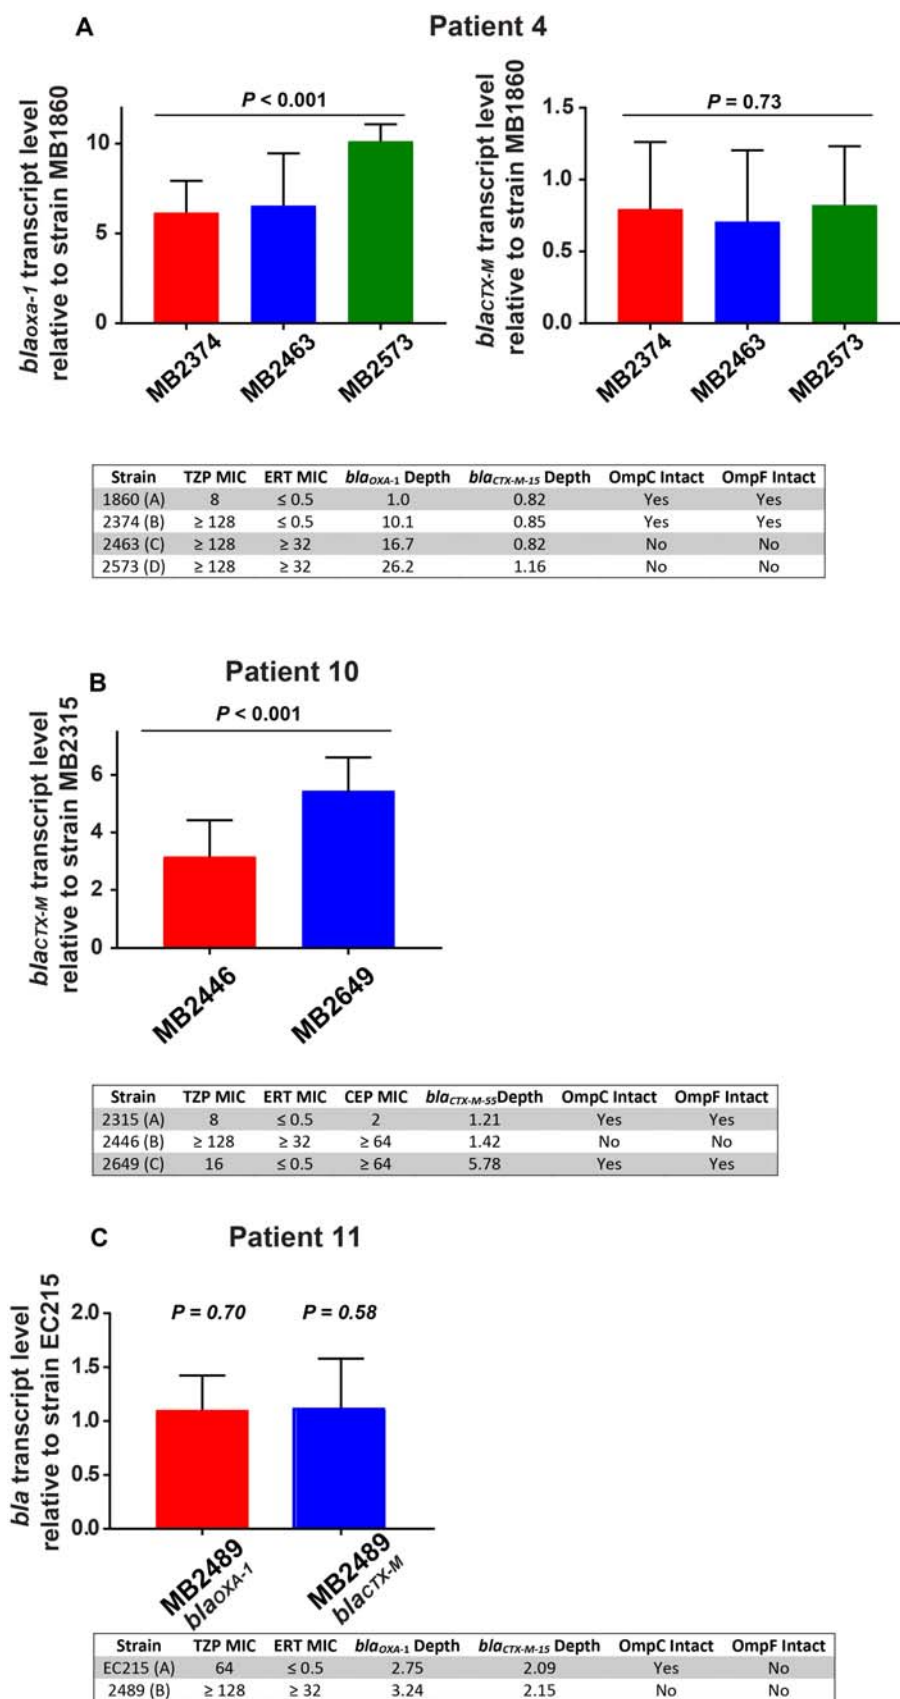 A
Patient 4
blaoxa-1 transcript level
relative to strain MB1860
P < 0.001
10
5
0
MB2374
MB2463
MB2573
blaCTX-M transcript level
relative to strain MB1860
P = 0.73
1.5
1.0
0.5
0.0
MB2374
MB2463
MB2573
Strain TZP MIC ERT MIC blaOXA-1 Depth blaCTX-M-15 Depth OmpC Intact OmpF Intact
1860 (A) 8 ≤ 0.5 1.0 0.82 Yes Yes
2374 (B) ≥ 128 ≤ 0.5 10.1 0.85 Yes Yes
2463 (C) ≥ 128 ≥ 32 16.7 0.82 No No
2573 (D) ≥ 128 ≥ 32 26.2 1.16 No No
B
Patient 10
blaCTX-M transcript level
relative to strain MB2315
P < 0.001
6
4
2
0
MB2446
MB2649
Strain TZP MIC ERT MIC CEP MIC blaCTX-M-55Depth OmpC Intact OmpF Intact
2315 (A) 8 ≤ 0.5 2 1.21 Yes Yes
2446 (B) ≥ 128 ≥ 32 ≥ 64 1.42 No No
2649 (C) 16 ≤ 0.5 ≥ 64 5.78 Yes Yes
C
Patient 11
bla transcript level
relative to strain EC215
P = 0.70
P = 0.58
2.0
1.5
1.0
0.5
0.0
MB2489
blaOXA-1
MB2489
blaCTX-M
Strain TZP MIC ERT MIC blaOXA-1 Depth blaCTX-M-15 Depth OmpC Intact OmpF Intact
EC215 (A) 64 ≤ 0.5 2.75 2.09 Yes No
2489 (B) ≥ 128 ≥ 32 3.24 2.15 No No